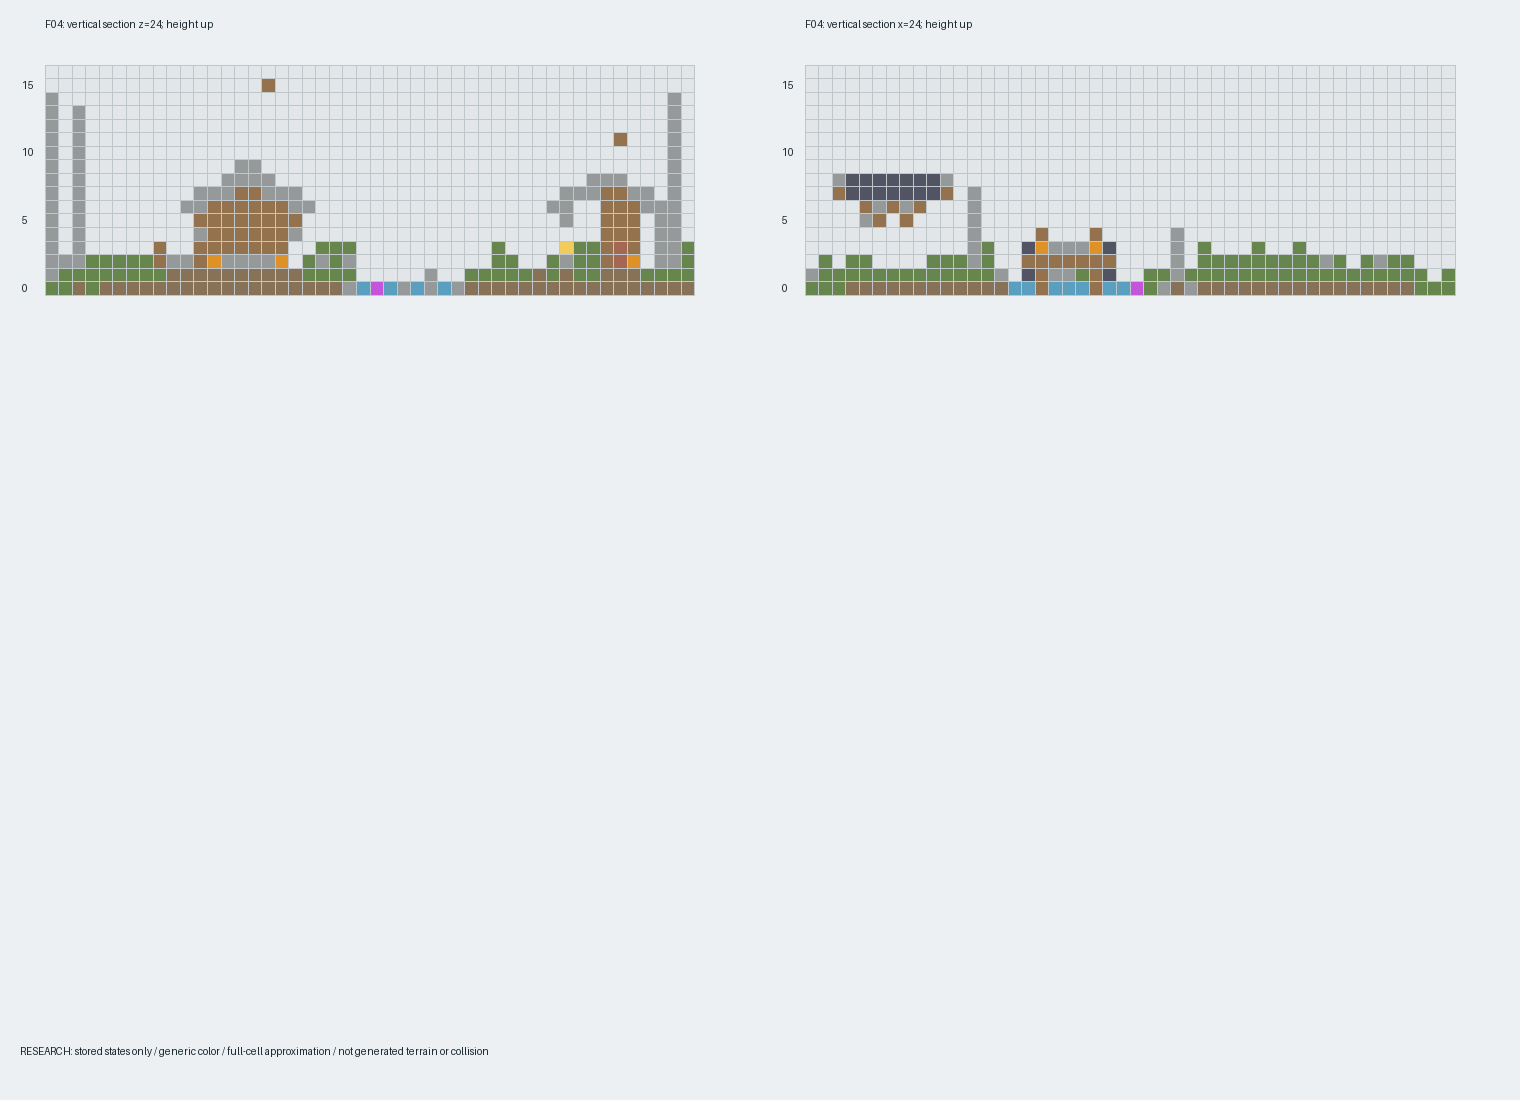 F04: vertical section z=24; height up
F04: vertical section x=24; height up
15
15
10
10
5
5
0
0
RESEARCH: stored states only / generic color / full-cell approximation / not generated terrain or collision